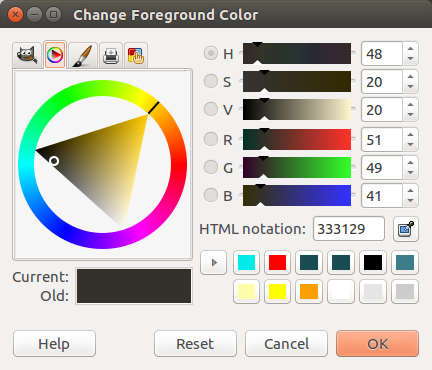 Change Foreground Color
H 48
S 20
V 20
R 51
G 49
B 41
HTML notation: 333129
Current:
Old:
Help Reset Cancel OK